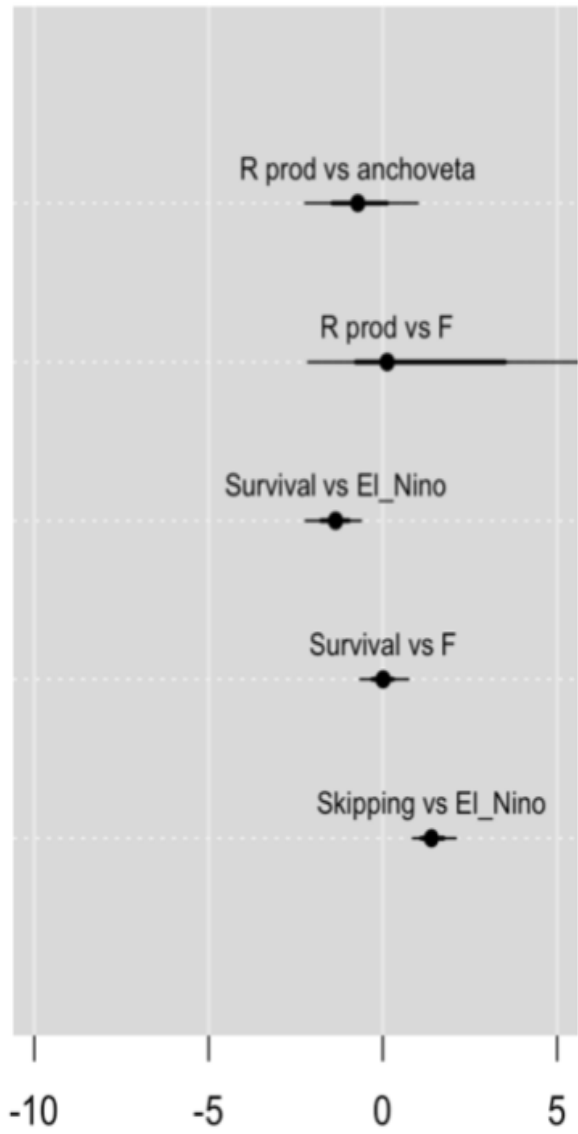 R prod vs anchoveta
R prod vs F
Survival vs El_Nino
Survival vs F
Skipping vs El_Nino
-10 -5 0 5